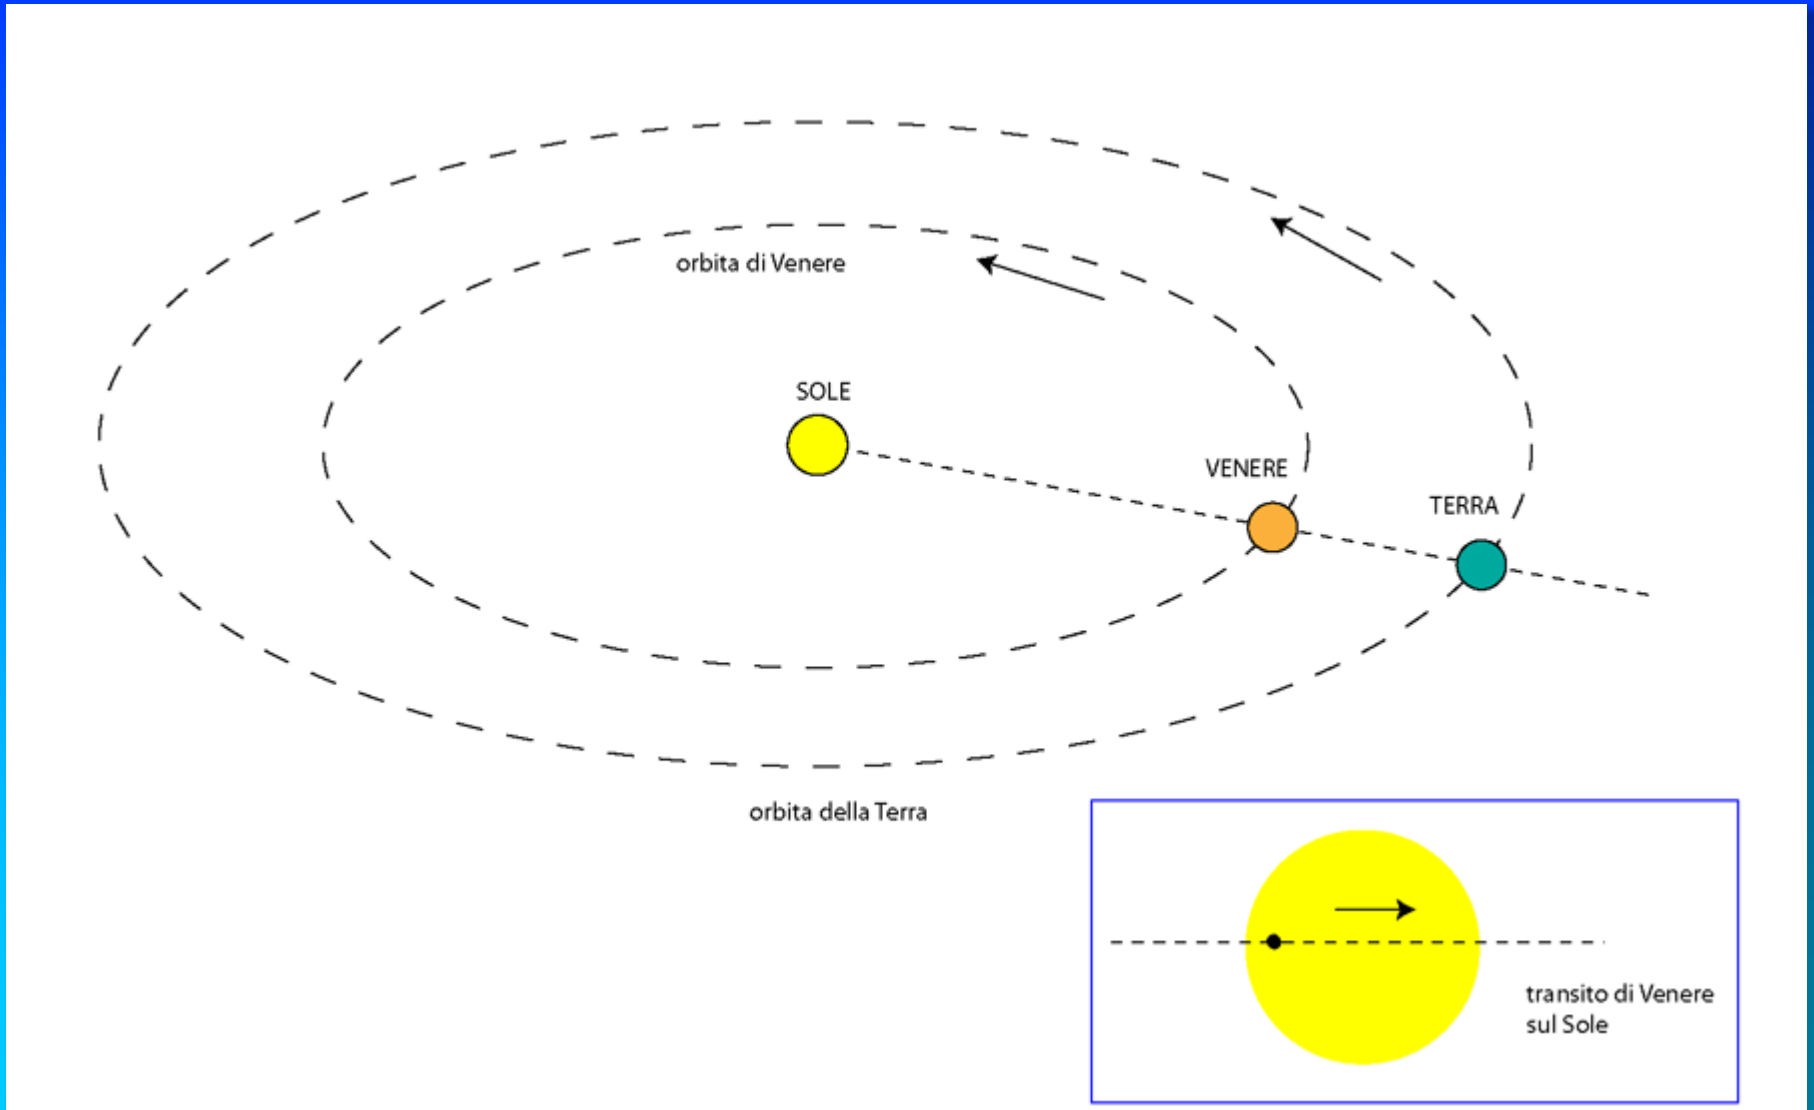 orbita di Venere
SOLE
VENERE
TERRA
orbita della Terra
transito di Venere
sul Sole